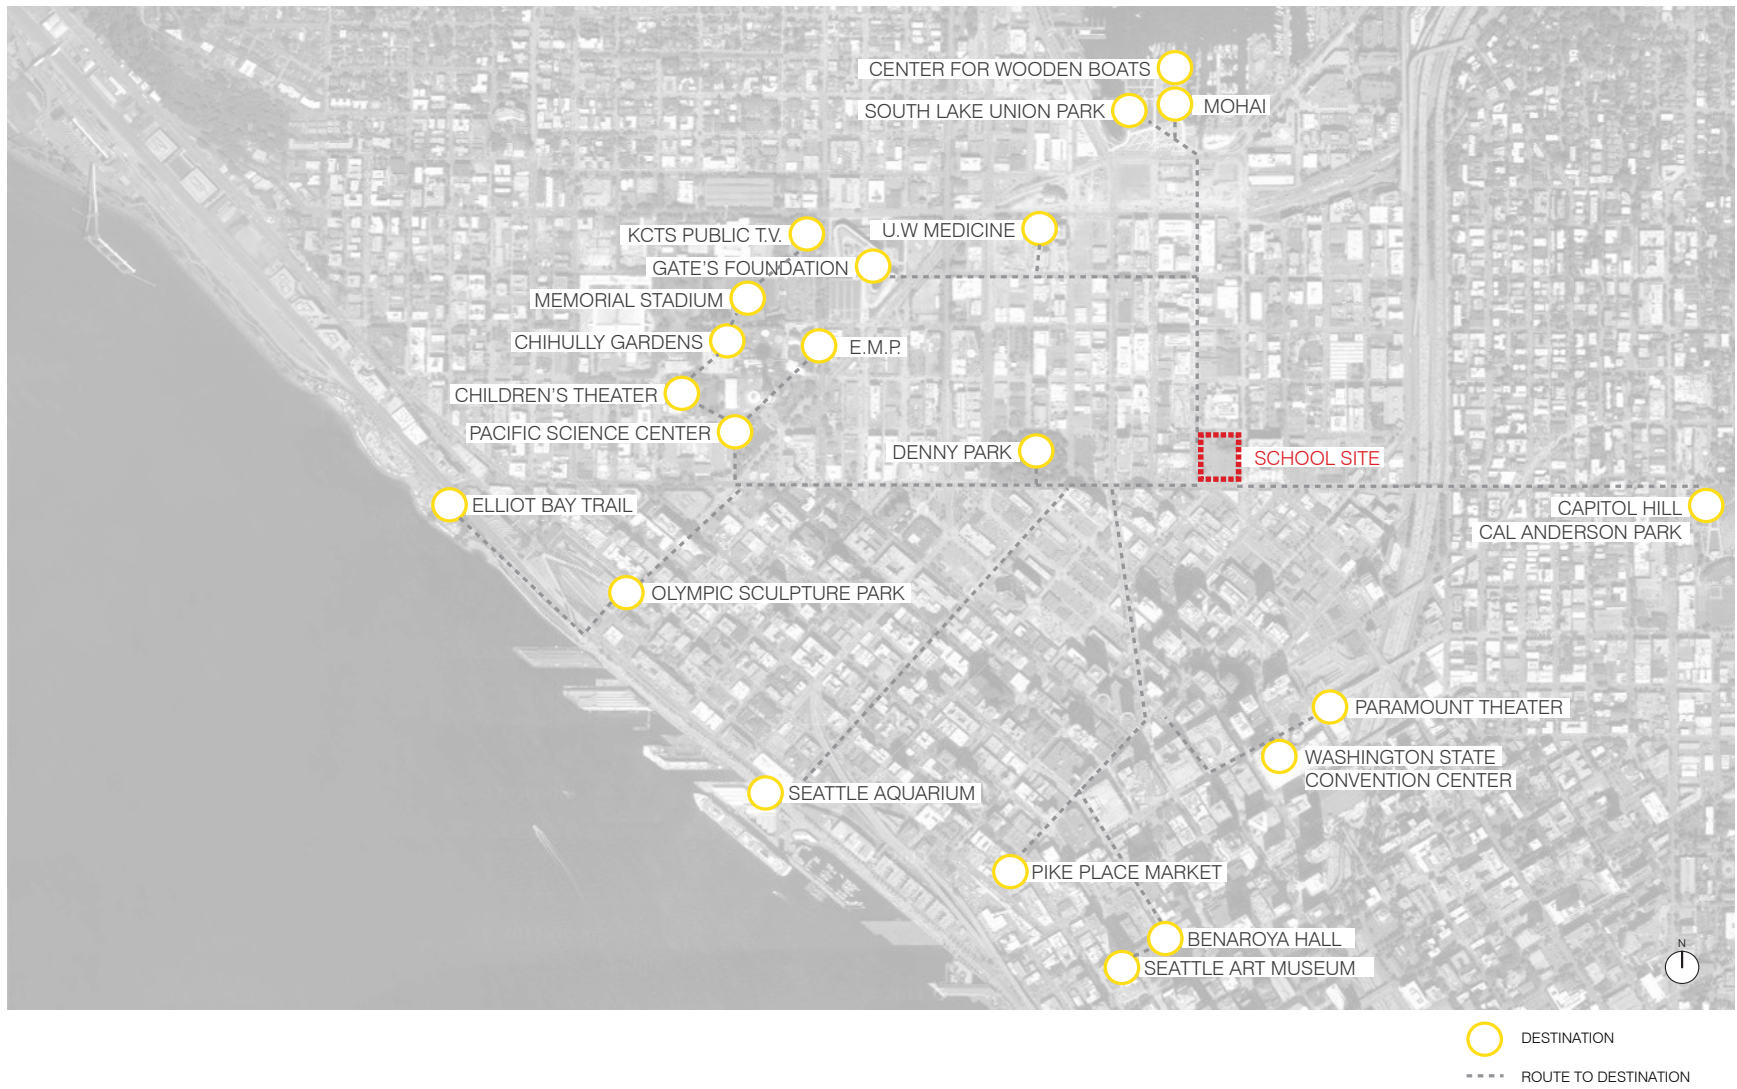 CENTER FOR WOODEN BOATS
SOUTH LAKE UNION PARK
MOHAI
KCTS PUBLIC T.V.
U.W MEDICINE
GATE'S FOUNDATION
MEMORIAL STADIUM
CHIHULLY GARDENS
E.M.P.
CHILDREN'S THEATER
PACIFIC SCIENCE CENTER
DENNY PARK
SCHOOL SITE
ELLIOT BAY TRAIL
CAPITOL HILL
CAL ANDERSON PARK
OLYMPIC SCULPTURE PARK
PARAMOUNT THEATER
WASHINGTON STATE
CONVENTION CENTER
SEATTLE AQUARIUM
PIKE PLACE MARKET
BENAROYA HALL
SEATTLE ART MUSEUM
N
DESTINATION
ROUTE TO DESTINATION